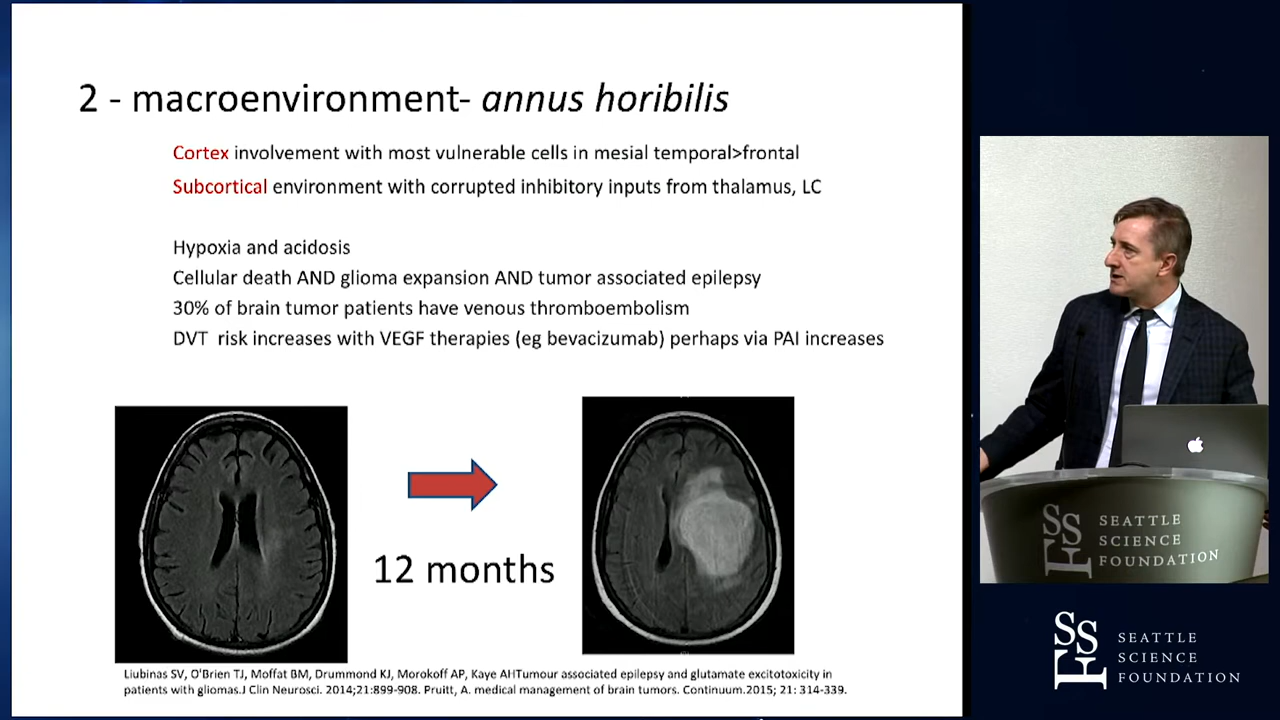 2 - macroenvironment- annus horibilis
Cortex involvement with most vulnerable cells in mesial temporal>frontal
Subcortical environment with corrupted inhibitory inputs from thalamus, LC
Hypoxia and acidosis
Cellular death AND glioma expansion AND tumor associated epilepsy
30% of brain tumor patients have venous thromboembolism
DVT risk increases with VEGF therapies (eg bevacizumab) perhaps via PAI increases
12 months
Liubinas SV, O'Brien TJ, Moffat BM, Drummond KJ, Morokoff AP, Kaye AHTumour associated epilepsy and glutamate excitotoxicity in
patients with gliomas.J Clin Neurosci. 2014;21:899-908. Pruitt, A. medical management of brain tumors. Continuum.2015; 21: 314-339.
SSF
SEATTLE
SCIENCE
FOUNDATION
SSF
SEATTLE
SCIENCE
FOUNDATION